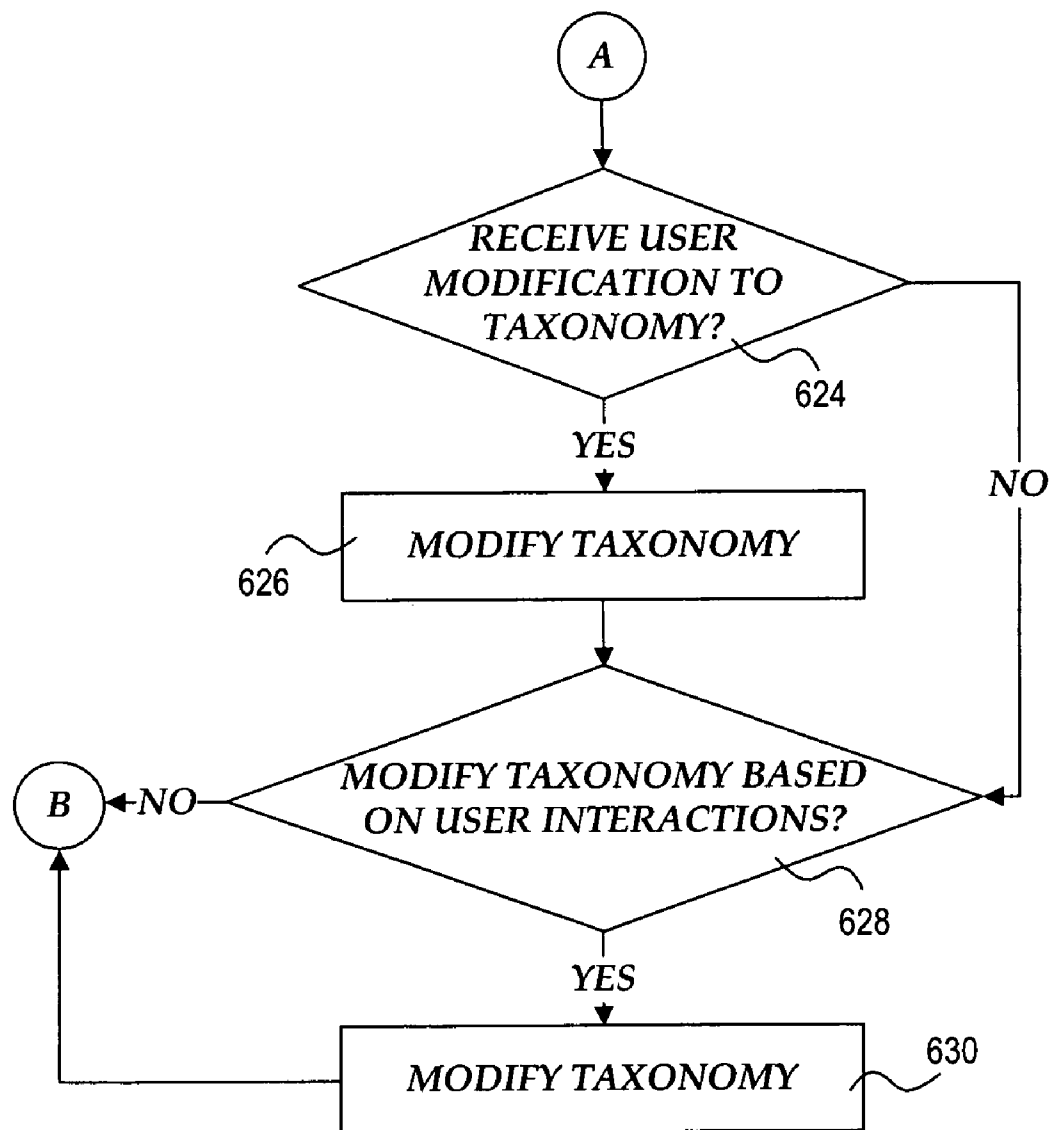 A
RECEIVE USER
MODIFICATION TO
TAXONOMY?
624
YES
NO
MODIFY TAXONOMY
626
MODIFY TAXONOMY BASED
ON USER INTERACTIONS?
B
NO
628
YES
MODIFY TAXONOMY
630